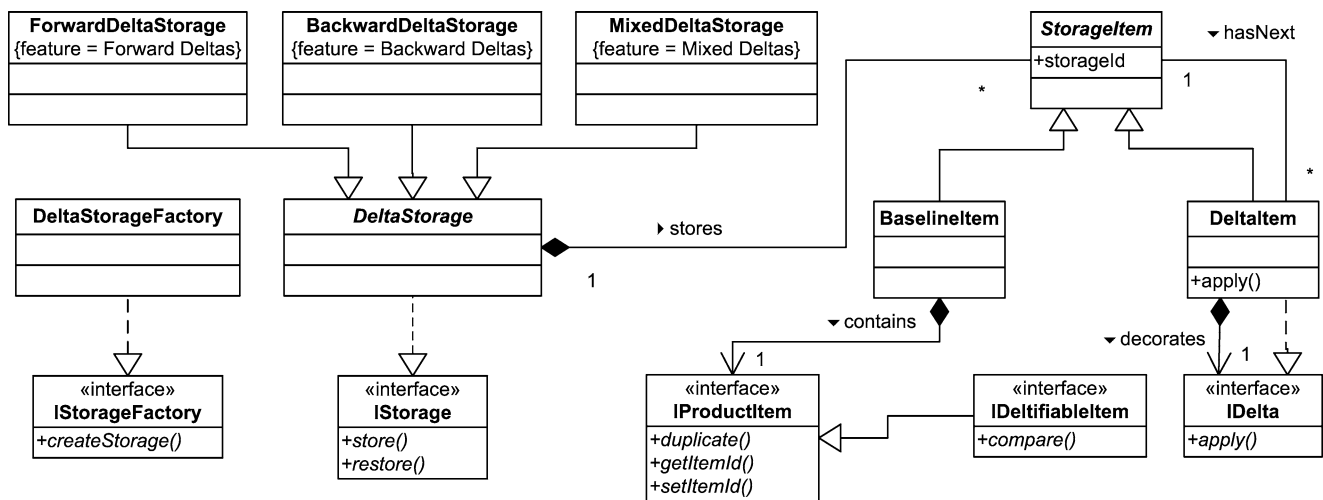 ForwardDeltaStorage
{feature = Forward Deltas}
BackwardDeltaStorage
{feature = Backward Deltas}
MixedDeltaStorage
{feature = Mixed Deltas}
StorageItem
+storageId
hasNext
1
*
*
DeltaStorageFactory
DeltaStorage
stores
1
BaselineItem
DeltaItem
+apply()
contains
1
decorates
1
«interface»
IStorageFactory
+createStorage()
«interface»
IStorage
+store()
+restore()
«interface»
IProductItem
+duplicate()
+getItemId()
+setItemId()
«interface»
IDeltifiableItem
+compare()
«interface»
IDelta
+apply()